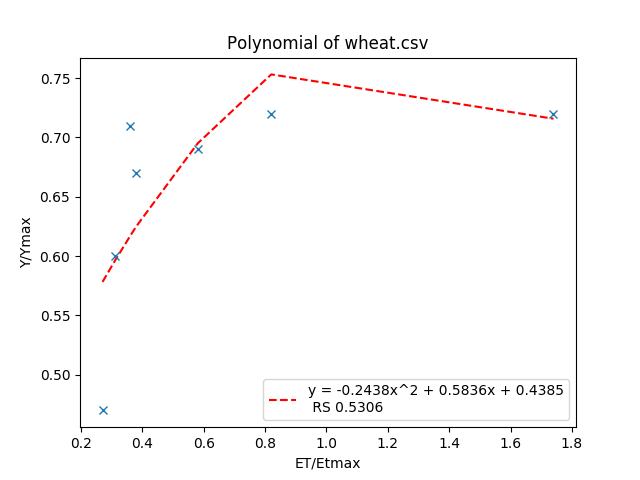 Polynomial of wheat.csv
Y/Ymax
0.75
0.70
0.65
0.60
0.55
0.50
y = -0.2438x^2 + 0.5836x + 0.4385
RS 0.5306
0.2 0.4 0.6 0.8 1.0 1.2 1.4 1.6 1.8
ET/Etmax